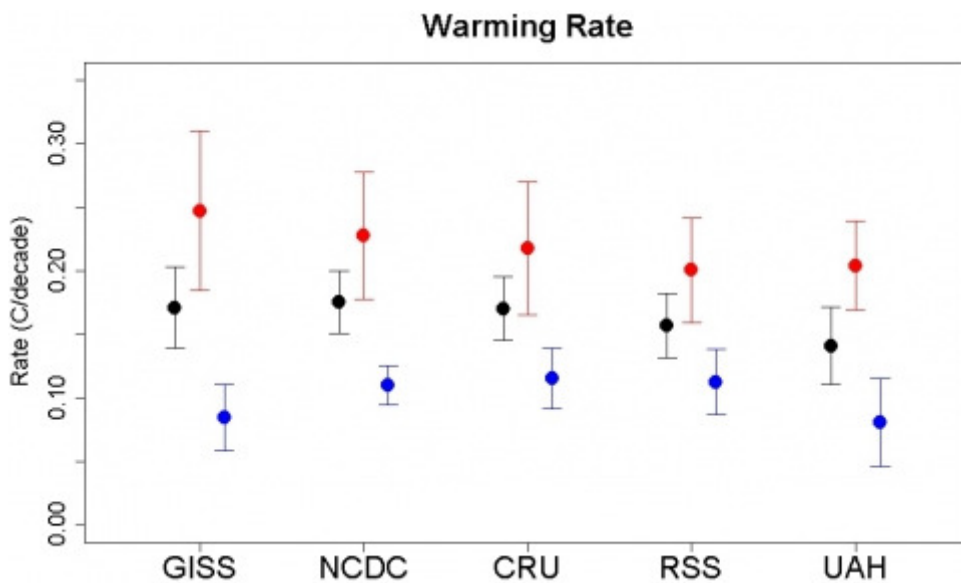 Warming Rate
Rate (C/decade)
0.30
0.20
0.10
0.00
GISS NCDC CRU RSS UAH